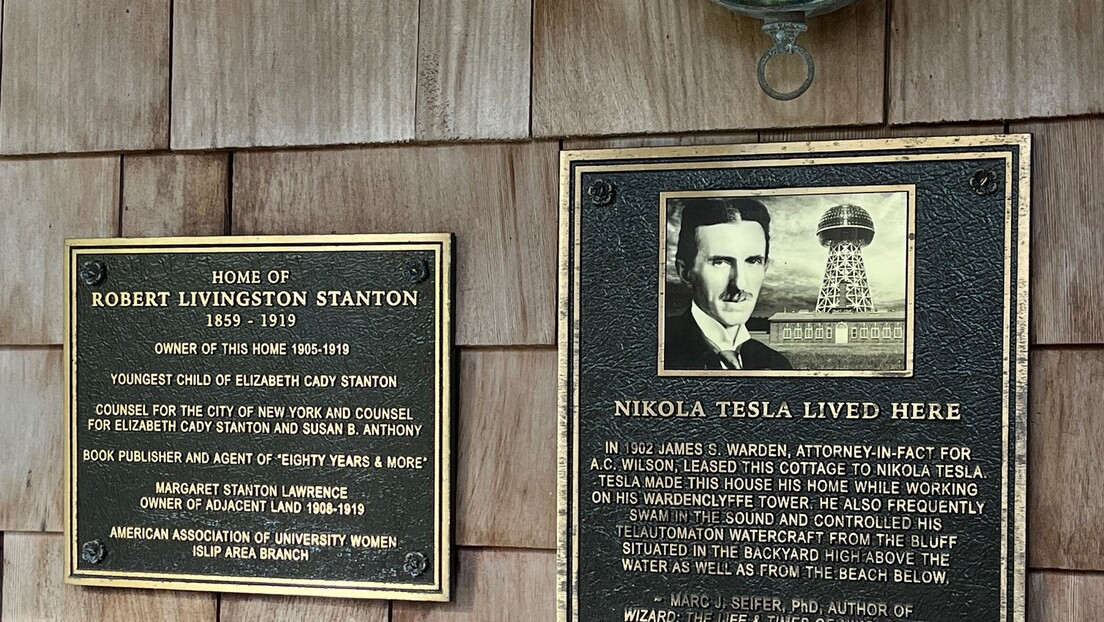 HOME OF
ROBERT LIVINGSTON STANTON
1859 - 1919
OWNER OF THIS HOME 1905-1919
YOUNGEST CHILD OF ELIZABETH CADY STANTON
COUNSEL FOR THE CITY OF NEW YORK AND COUNSEL
FOR ELIZABETH CADY STANTON AND SUSAN B. ANTHONY
BOOK PUBLISHER AND AGENT OF "EIGHTY YEARS & MORE"
MARGARET STANTON LAWRENCE
OWNER OF ADJACENT LAND 1908-1919
AMERICAN ASSOCIATION OF UNIVERSITY WOMEN
ISLIP AREA BRANCH
NIKOLA TESLA LIVED HERE
IN 1902 JAMES S. WARDEN, ATTORNEY-IN-FACT FOR
A.C. WILSON, LEASED THIS COTTAGE TO NIKOLA TESLA.
TESLA MADE THIS HOUSE HIS HOME WHILE WORKING
ON HIS WARDENCLYFFE TOWER. HE ALSO FREQUENTLY
SWAM IN THE SOUND AND CONTROLLED HIS
TELAUTOMATON WATERCRAFT FROM THE BLUFF
SITUATED IN THE BACKYARD HIGH ABOVE THE
WATER AS WELL AS FROM THE BEACH BELOW.
~ MARC J. SEIFER, PhD, AUTHOR OF
WIZARD: THE LIFE & TIMES OF